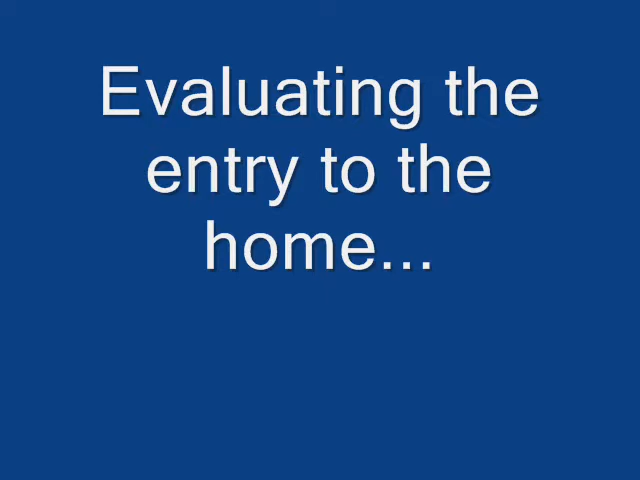 Evaluating the
entry to the
home...